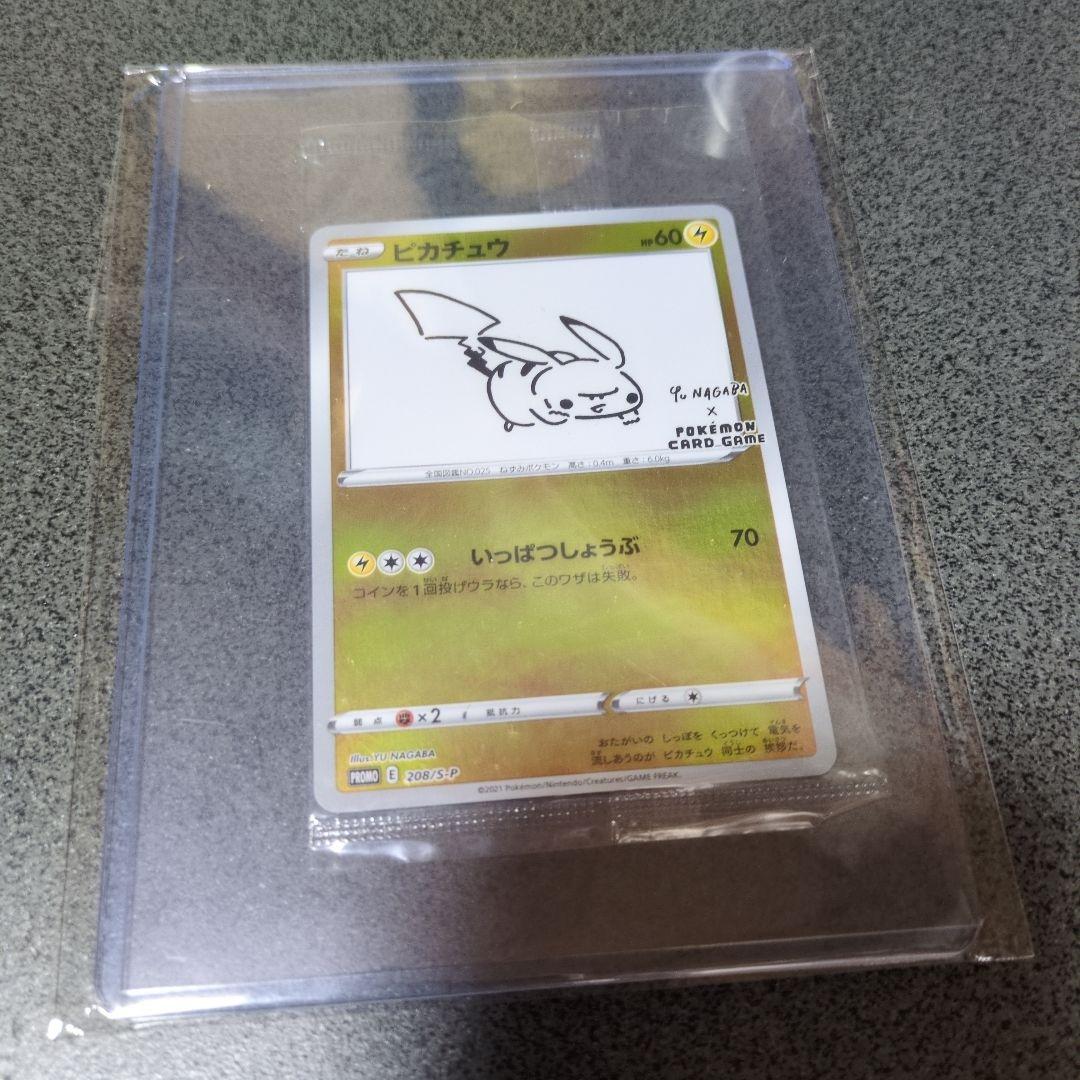 たね ピカチュウ HP60
Yu NAGABA
×
POKÉMON
CARD GAME
全国図鑑NO.025 ねずみポケモン 高さ:0.4m 重さ:6.0kg
いっぱつしょうぶ 70
コインを1回投げウラなら、このワザは失敗。
弱点 ×2 抵抗力 にげる
おたがいの しっぽを くっつけて 電気を
流しあうのが ピカチュウ 同士の 挨拶だ。
Illus. YU NAGABA
PROMO E 208/S-P
©2021 Pokémon/Nintendo/Creatures/GAME FREAK.